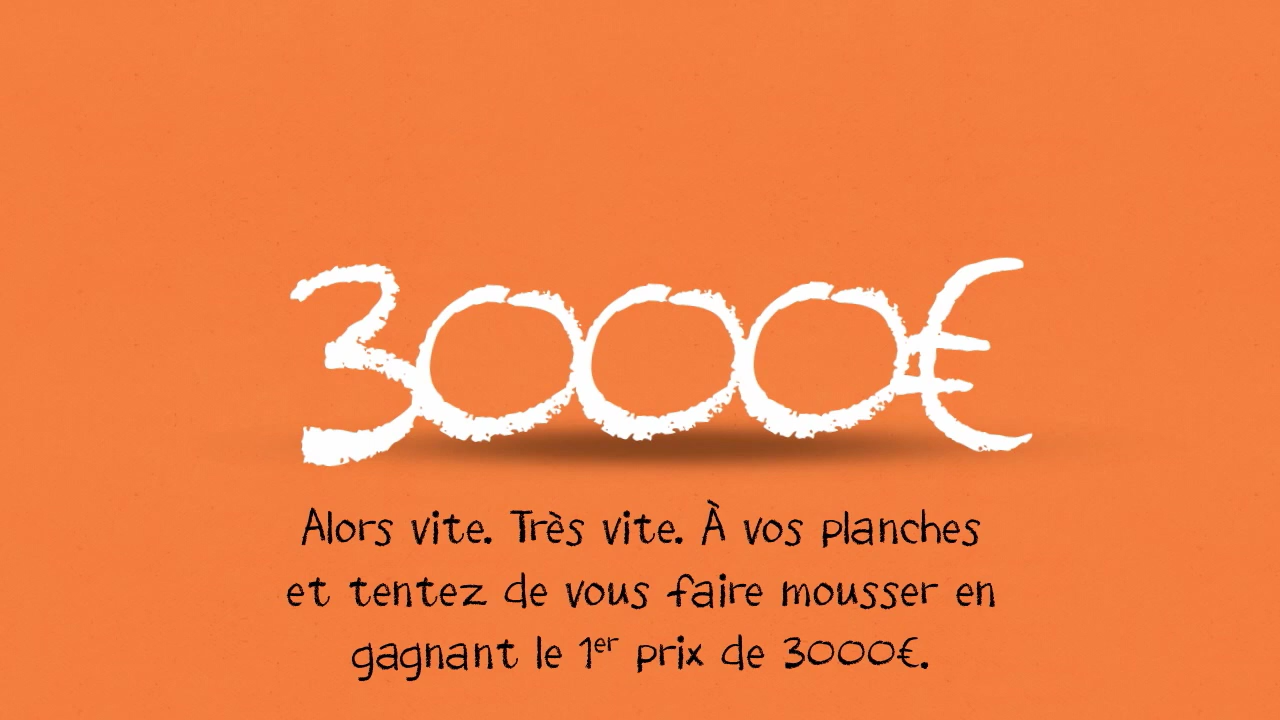 3000€
Alors vite. Très vite. À vos planches
et tentez de vous faire mousser en
gagnant le 1er prix de 3000€.